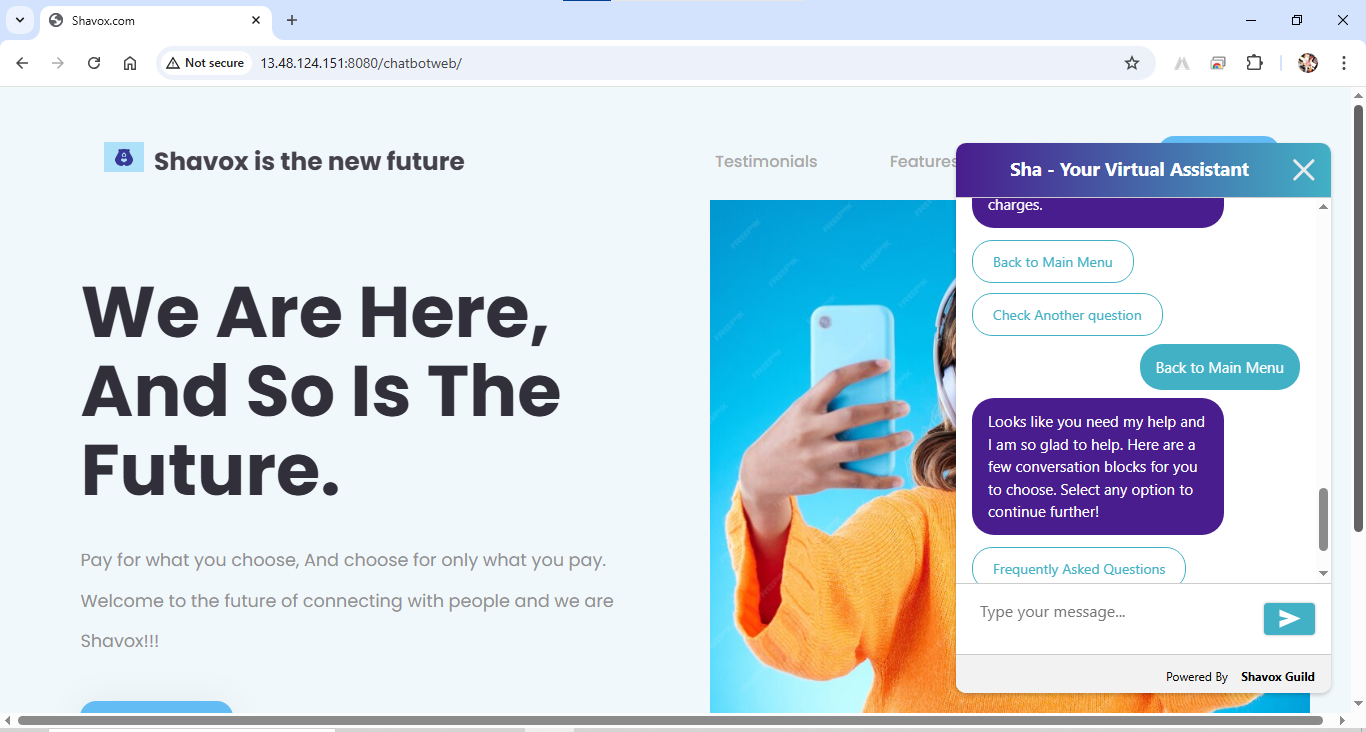 Shavox.com
Not secure
13.48.124.151:8080/chatbotweb/
Shavox is the new future
Testimonials
Features
We Are Here,
And So Is The
Future.
Pay for what you choose, And choose for only what you pay.
Welcome to the future of connecting with people and we are
Shavox!!!
Sha - Your Virtual Assistant
charges.
Back to Main Menu
Check Another question
Back to Main Menu
Looks like you need my help and
I am so glad to help. Here are a
few conversation blocks for you
to choose. Select any option to
continue further!
Frequently Asked Questions
Type your message...
Powered By Shavox Guild